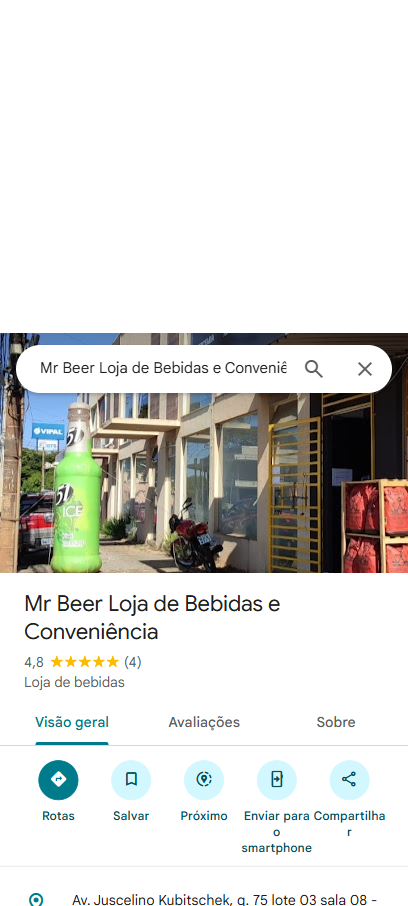 Mr Beer Loja de Bebidas e Conveniê
VIPAL
51
51
ICE
Mr Beer Loja de Bebidas e
Conveniência
4,8 ★★★★★ (4)
Loja de bebidas
Visão geral
Avaliações
Sobre
Rotas
Salvar
Próximo
Enviar para
o
smartphone
Compartilha
r
Av. Juscelino Kubitschek, q. 75 lote 03 sala 08 -